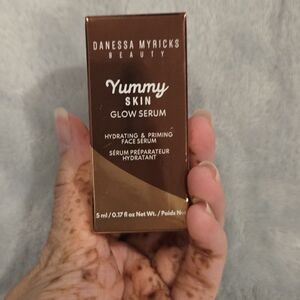 DANESSA MYRICKS
BEAUTY
Yummy
SKIN
GLOW SERUM
HYDRATING & PRIMING
FACE SERUM
SÉRUM PRÉPARATEUR
HYDRATANT
5 ml / 0.17 fl oz Net Wt. / Poids Ne